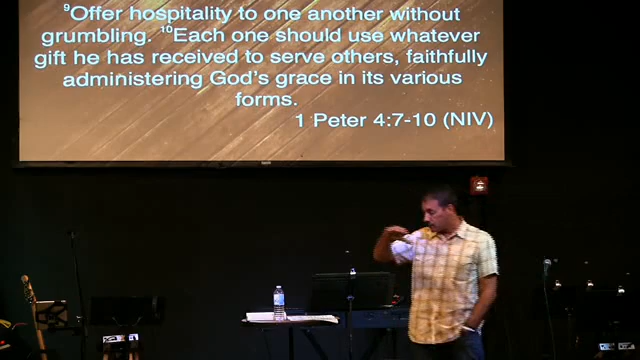 ⁹Offer hospitality to one another without
grumbling. ¹⁰Each one should use whatever
gift he has received to serve others, faithfully
administering God's grace in its various
forms.
1 Peter 4:7-10 (NIV)